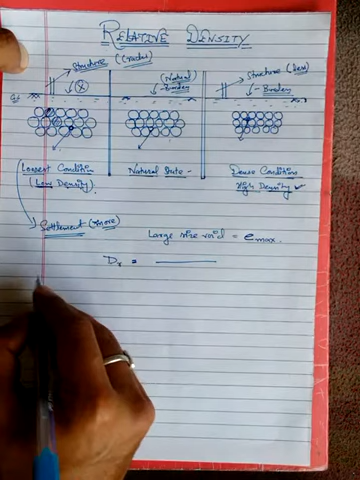 RELATIVE DENSITY
Structure (cracks)
(Natural)
Burden
Structure (Less)
Burden
Loosest Condition
(Low Density).
Natural State -
Dense Condition
High Density ✓
Settlement (more)
Large size void = emax.
Dr =